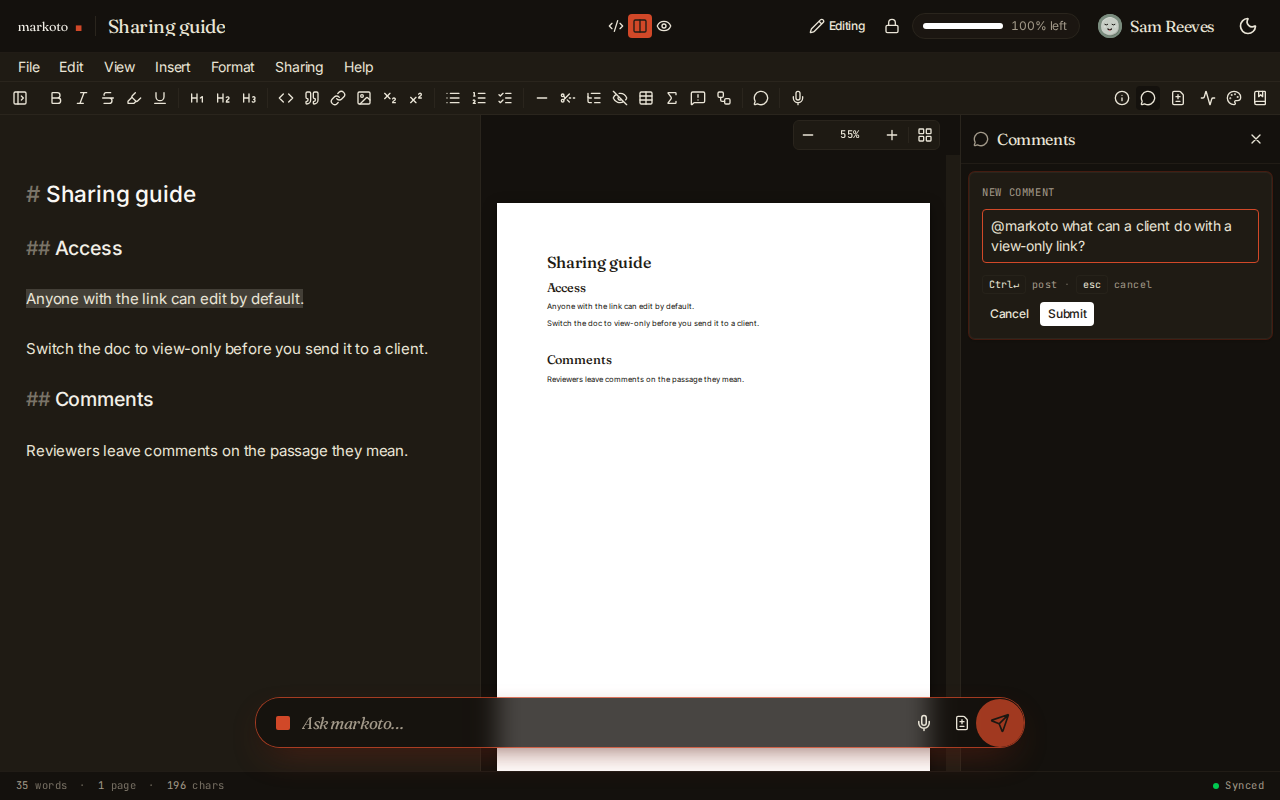 markoto
Sharing guide
Editing
100% left
Sam Reeves
File Edit View Insert Format Sharing Help
B I S U H1 H2 H3 X2 x2
55%
# Sharing guide
## Access
Anyone with the link can edit by default.
Switch the doc to view-only before you send it to a client.
## Comments
Reviewers leave comments on the passage they mean.
Sharing guide
Access
Anyone with the link can edit by default.
Switch the doc to view-only before you send it to a client.
Comments
Reviewers leave comments on the passage they mean.
Comments
NEW COMMENT
@markoto what can a client do with a
view-only link?
Ctrl↵ post · esc cancel
Cancel Submit
Ask markoto...
35 words · 1 page · 196 chars
Synced